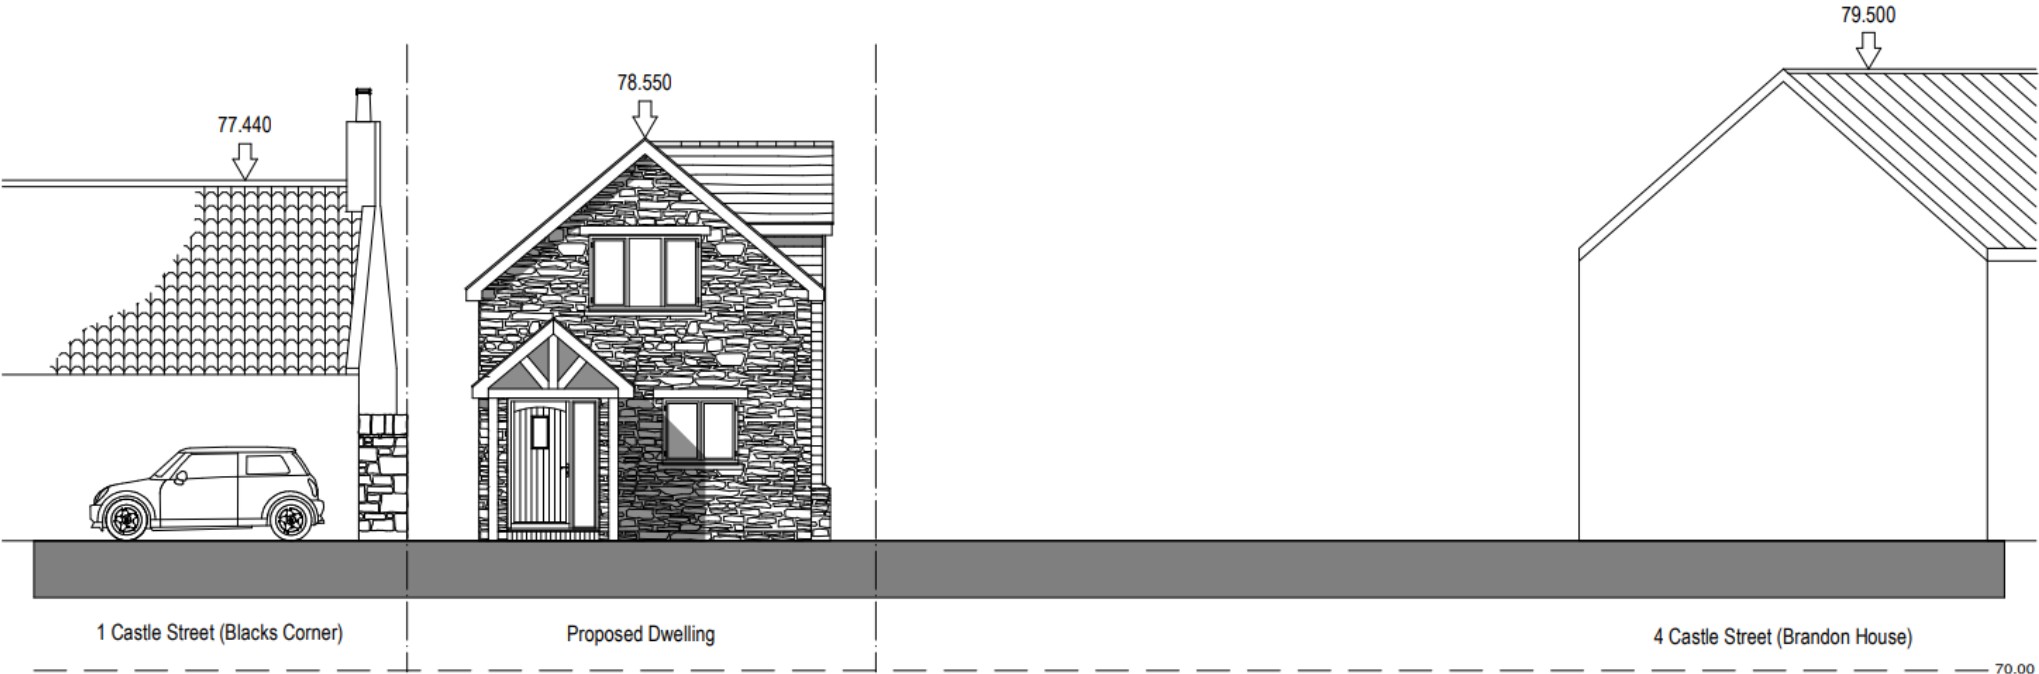 79.500
78.550
77.440
1 Castle Street (Blacks Corner)
Proposed Dwelling
4 Castle Street (Brandon House)
70.00